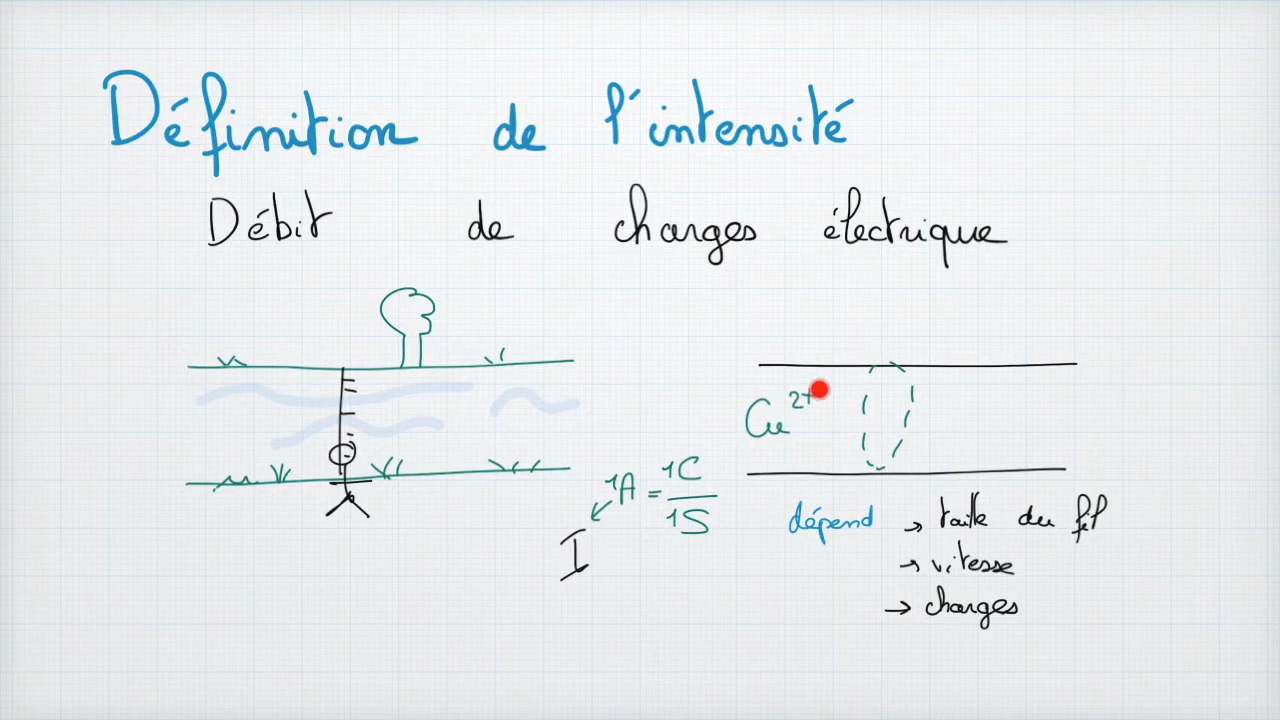 Définition de l'intensité
Débit de charges électrique
Cu2+
1A = 1C / 1S
I
dépend → taille du fil
→ vitesse
→ charges